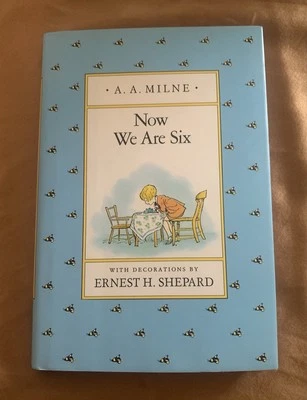 · A. A. MILNE ·
Now
We Are Six
WITH DECORATIONS BY
ERNEST H. SHEPARD